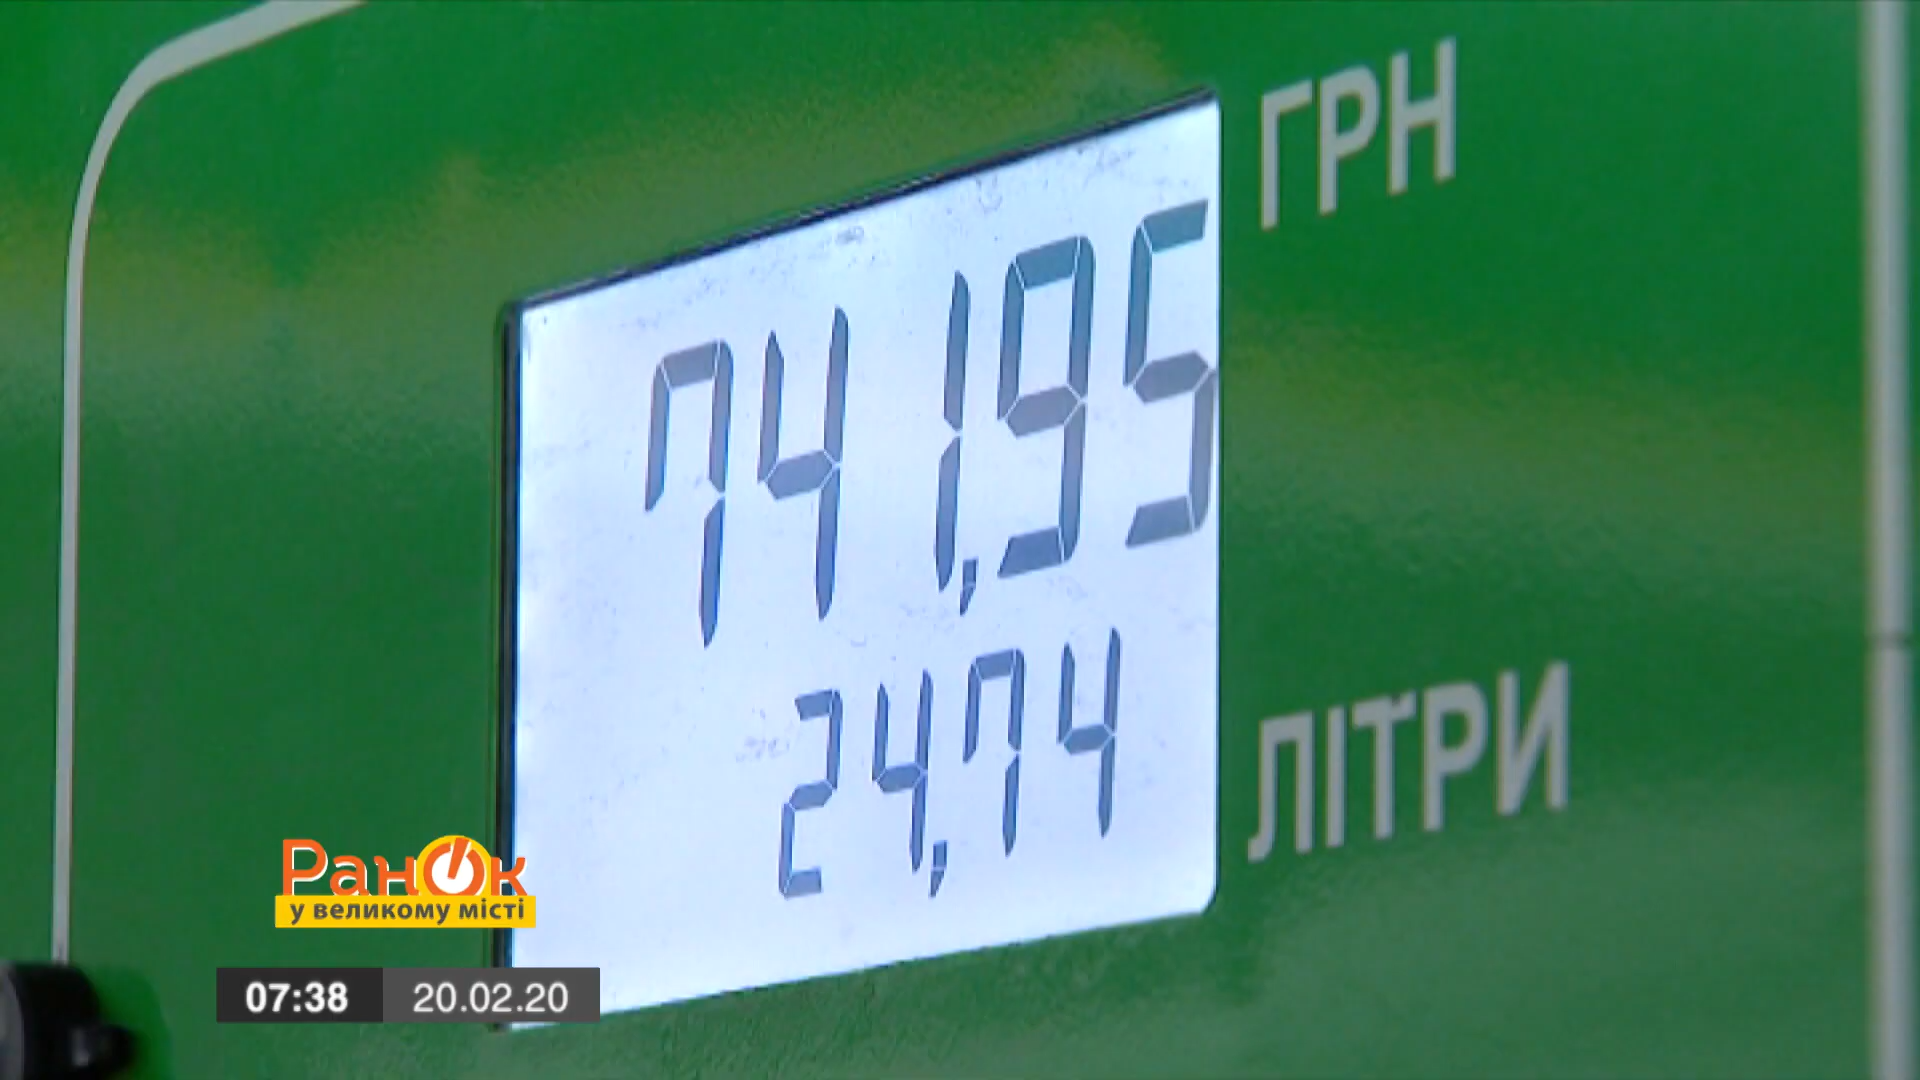 ГРН
741,95
24,74
ЛІТРИ
Ранок
у великому місті
07:38 20.02.20